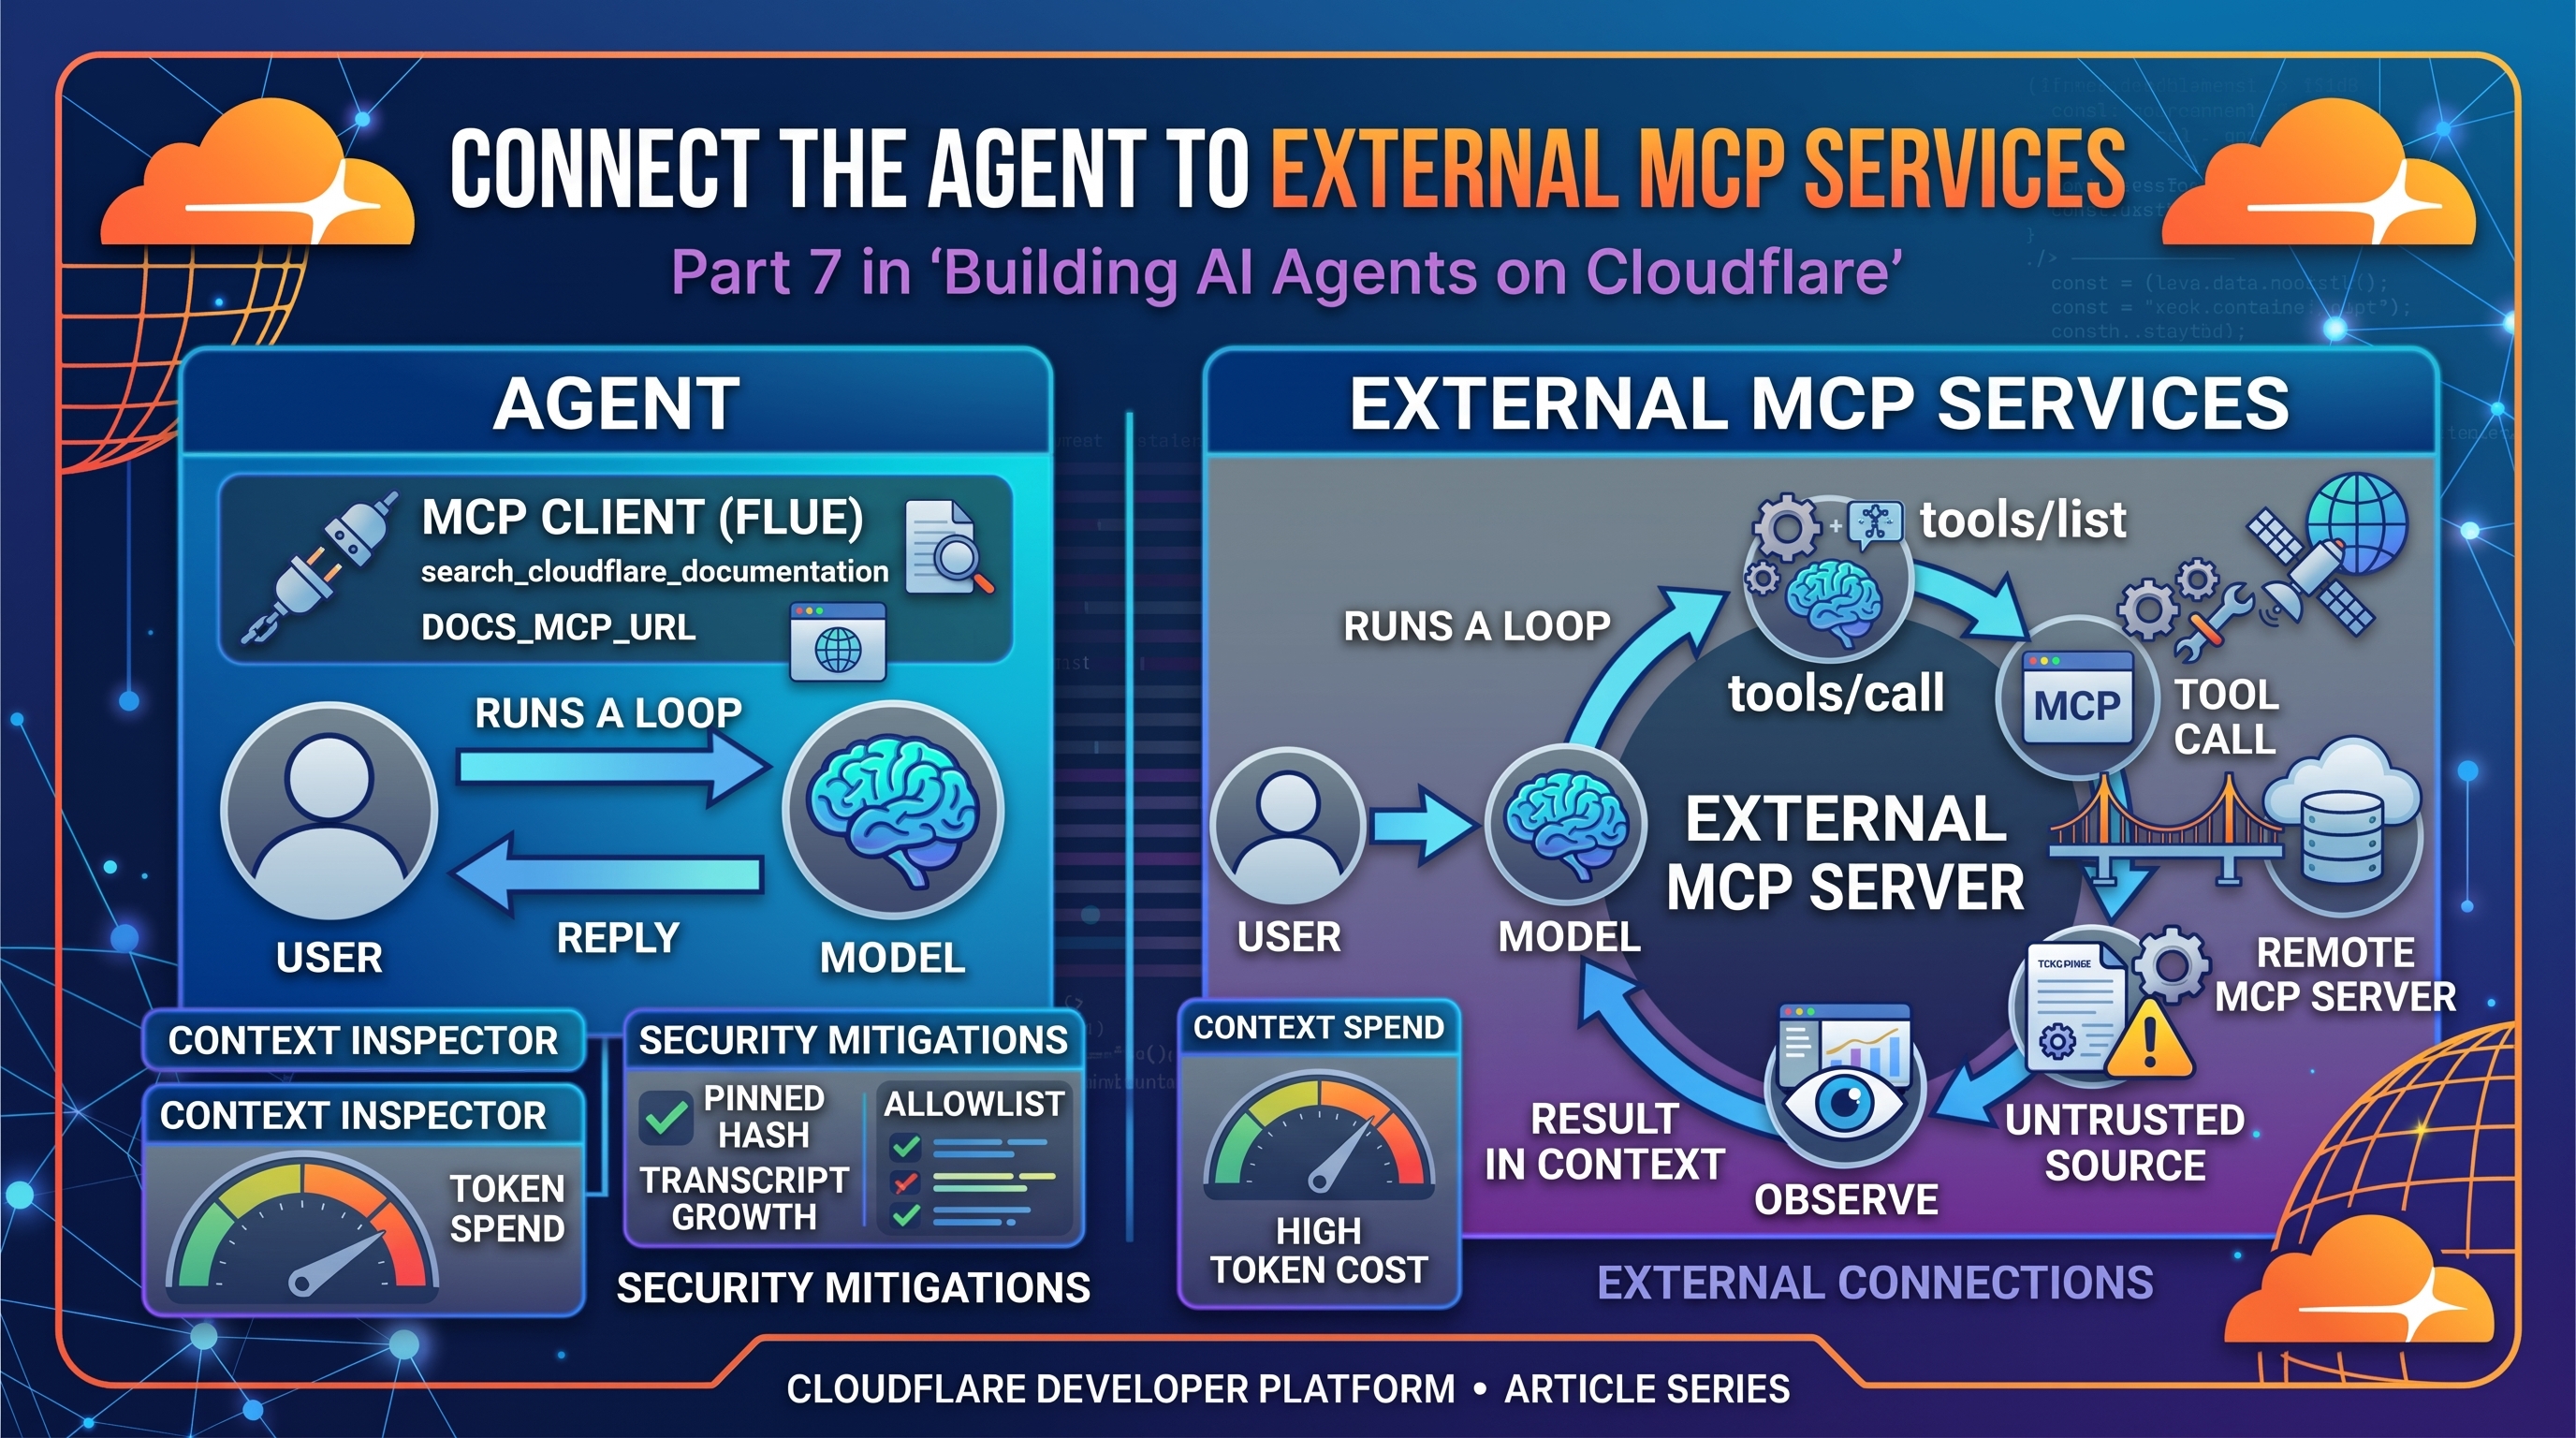 CONNECT THE AGENT TO EXTERNAL MCP SERVICES
Part 7 in ‘Building AI Agents on Cloudflare’
AGENT
MCP CLIENT (FLUE)
search_cloudflare_documentation
DOCS_MCP_URL
RUNS A LOOP
REPLY
USER
MODEL
CONTEXT INSPECTOR
CONTEXT INSPECTOR
TOKEN
SPEND
SECURITY MITIGATIONS
PINNED
HASH
TRANSCRIPT
GROWTH
ALLOWLIST
SECURITY MITIGATIONS
EXTERNAL MCP SERVICES
tools/list
RUNS A LOOP
tools/call
MCP
TOOL
CALL
EXTERNAL
MCP SERVER
USER
MODEL
REMOTE
MCP SERVER
UNTRUSTED
SOURCE
RESULT
IN CONTEXT
OBSERVE
CONTEXT SPEND
HIGH
TOKEN COST
EXTERNAL CONNECTIONS
CLOUDFLARE DEVELOPER PLATFORM • ARTICLE SERIES